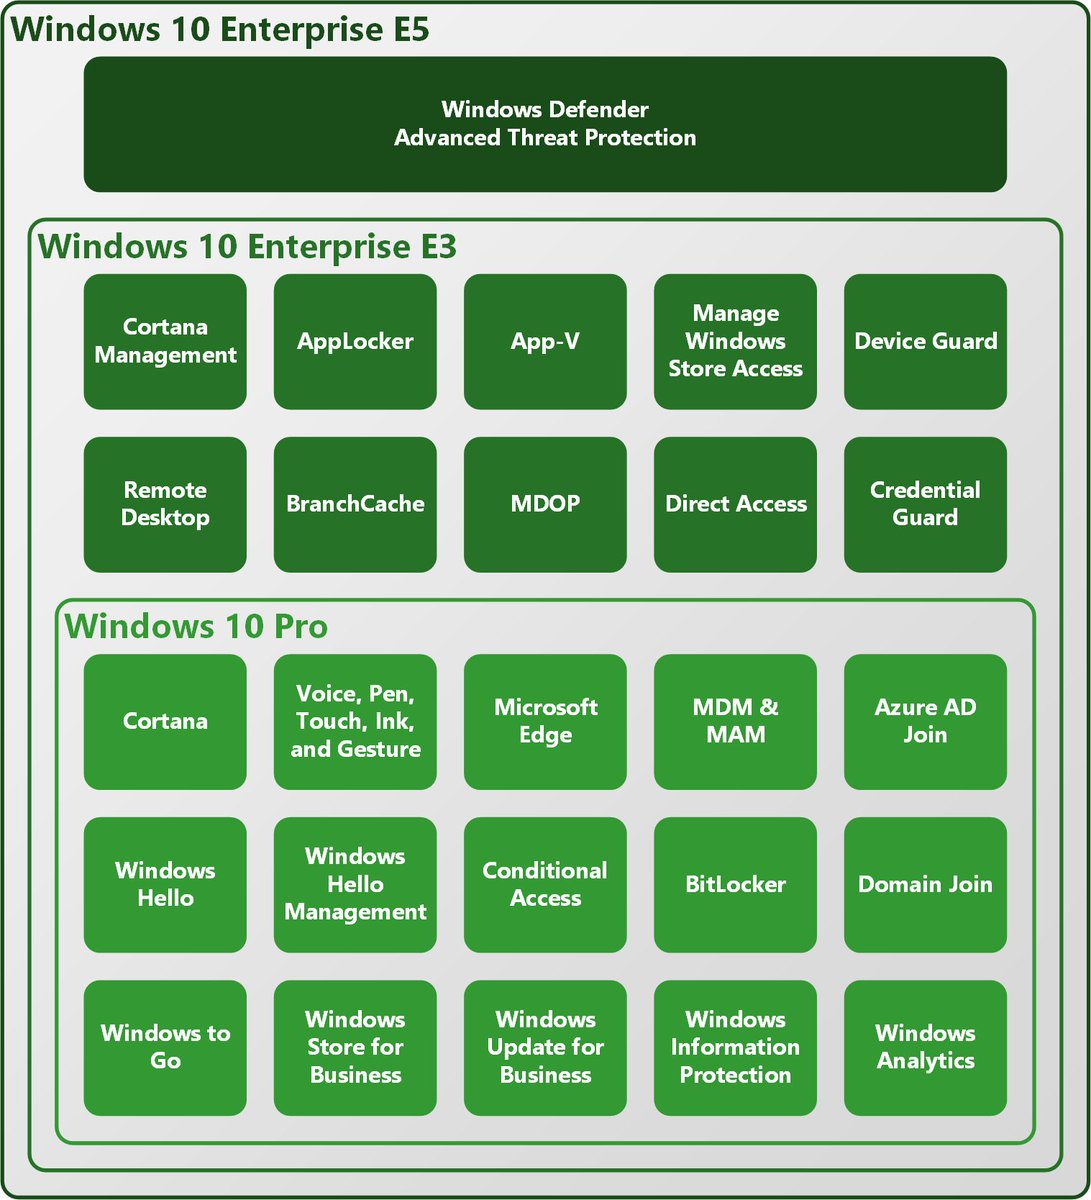 Windows 10 Enterprise E5
Windows Defender
Advanced Threat Protection
Windows 10 Enterprise E3
Cortana
Management
AppLocker
App-V
Manage
Windows
Store Access
Device Guard
Remote
Desktop
BranchCache
MDOP
Direct Access
Credential
Guard
Windows 10 Pro
Cortana
Voice, Pen,
Touch, Ink,
and Gesture
Microsoft
Edge
MDM &
MAM
Azure AD
Join
Windows
Hello
Windows
Hello
Management
Conditional
Access
BitLocker
Domain Join
Windows to
Go
Windows
Store for
Business
Windows
Update for
Business
Windows
Information
Protection
Windows
Analytics